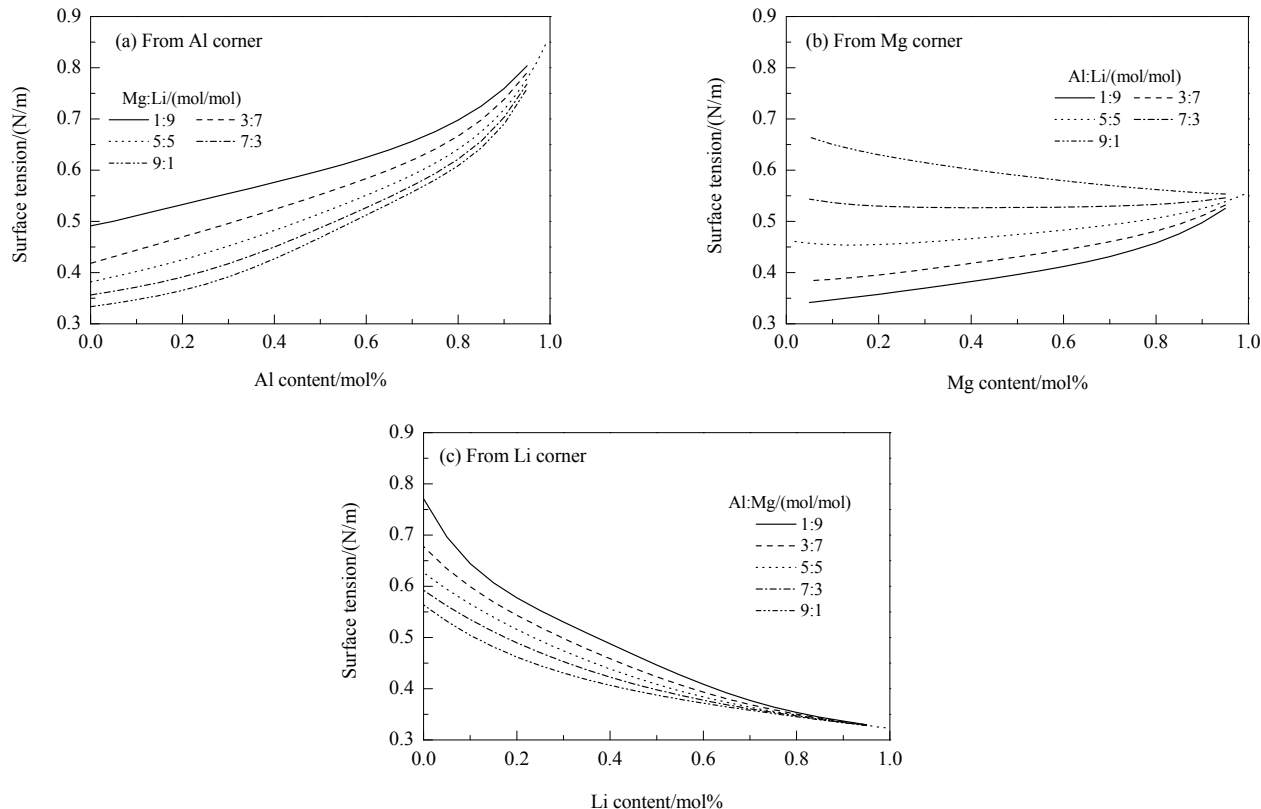 (a) From Al corner
Mg:Li/(mol/mol)
1:9 3:7
5:5 7:3
9:1
Surface tension/(N/m)
0.9
0.8
0.7
0.6
0.5
0.4
0.3
0.0 0.2 0.4 0.6 0.8 1.0
Al content/mol%
(b) From Mg corner
Al:Li/(mol/mol)
1:9 3:7
5:5 7:3
9:1
Surface tension/(N/m)
0.9
0.8
0.7
0.6
0.5
0.4
0.3
0.0 0.2 0.4 0.6 0.8 1.0
Mg content/mol%
(c) From Li corner
Al:Mg/(mol/mol)
1:9
3:7
5:5
7:3
9:1
Surface tension/(N/m)
0.9
0.8
0.7
0.6
0.5
0.4
0.3
0.0 0.2 0.4 0.6 0.8 1.0
Li content/mol%